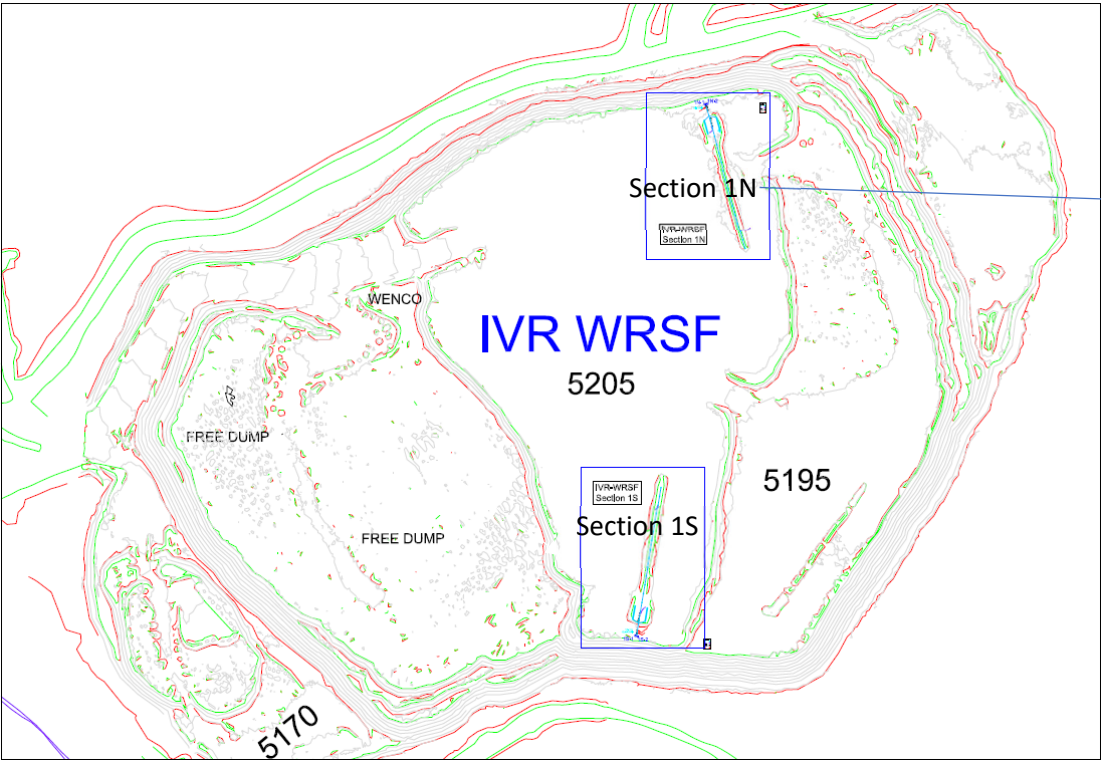 Section 1N
IVR-WRSF
Section 1N
WENCO
IVR WRSF
5205
FREE DUMP
5195
IVR-WRSF
Section 1S
Section 1S
FREE DUMP
5170